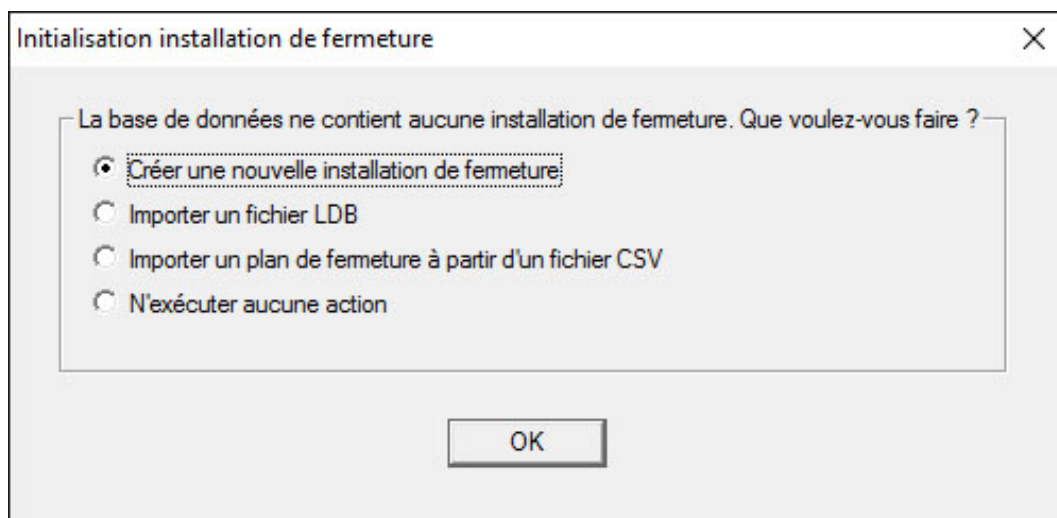 Initialisation installation de fermeture
La base de données ne contient aucune installation de fermeture. Que voulez-vous faire ?
Créer une nouvelle installation de fermeture
Importer un fichier LDB
Importer un plan de fermeture à partir d'un fichier CSV
N'exécuter aucune action
OK